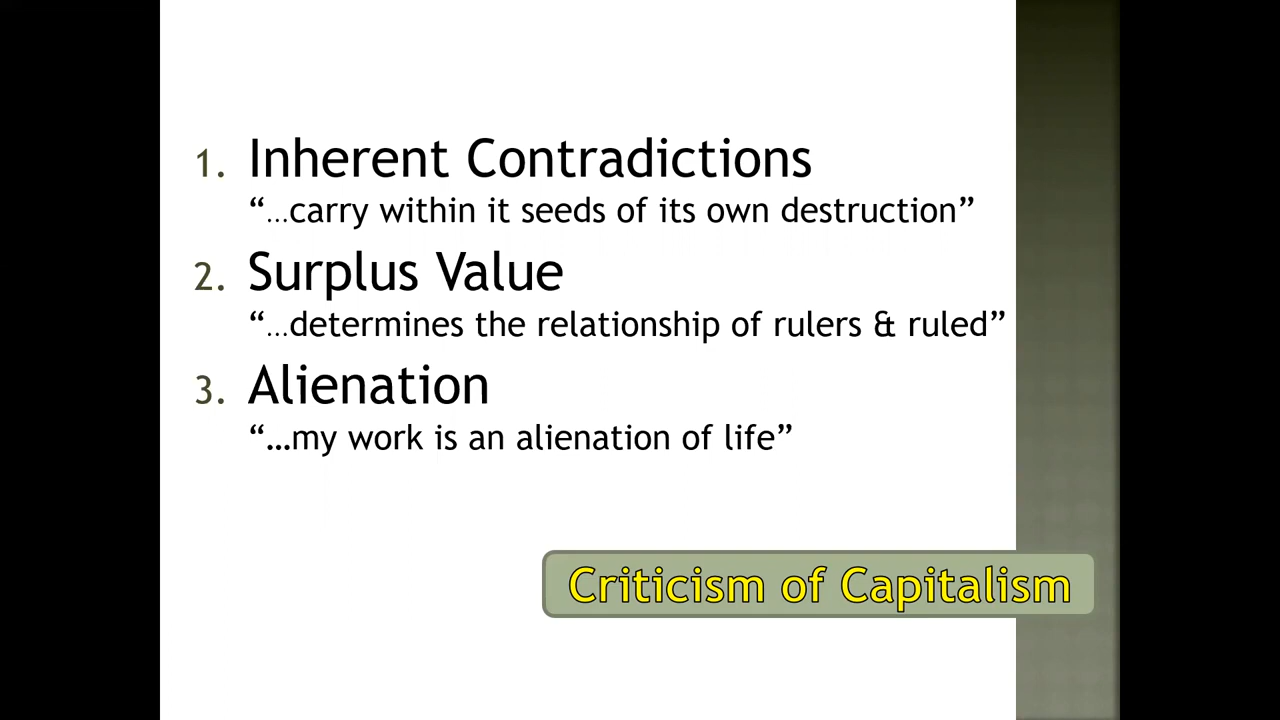 1. Inherent Contradictions
“...carry within it seeds of its own destruction”
2. Surplus Value
“...determines the relationship of rulers & ruled”
3. Alienation
“...my work is an alienation of life”
Criticism of Capitalism